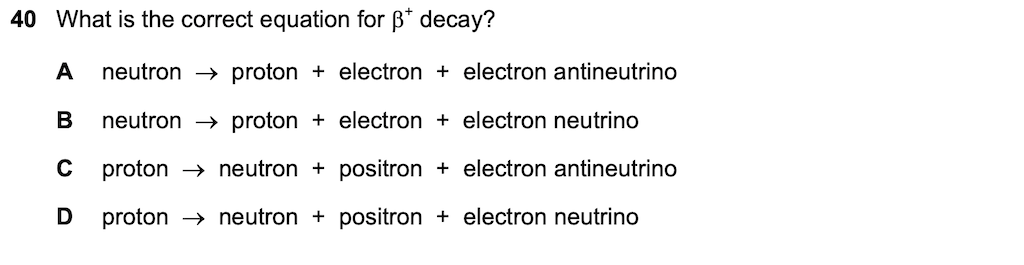 40 What is the correct equation for β⁺ decay?
A neutron → proton + electron + electron antineutrino
B neutron → proton + electron + electron neutrino
C proton → neutron + positron + electron antineutrino
D proton → neutron + positron + electron neutrino